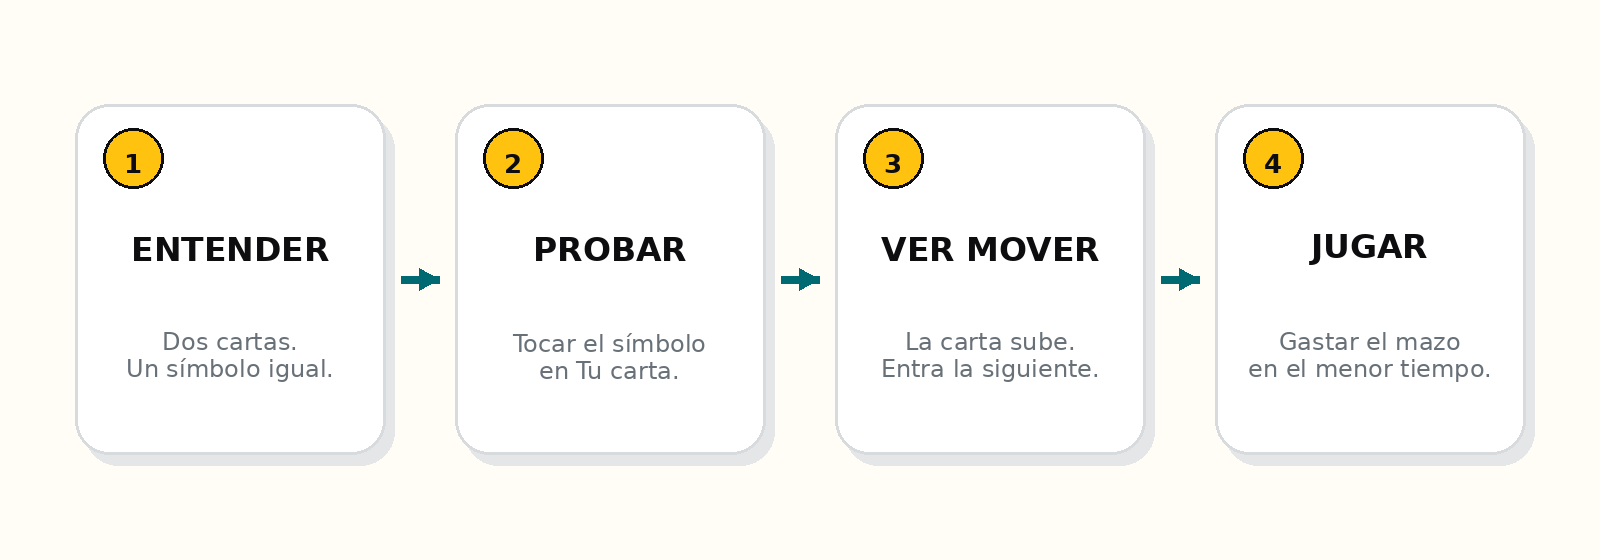 1
ENTENDER
Dos cartas.
Un símbolo igual.
2
PROBAR
Tocar el símbolo
en Tu carta.
3
VER MOVER
La carta sube.
Entra la siguiente.
4
JUGAR
Gastar el mazo
en el menor tiempo.